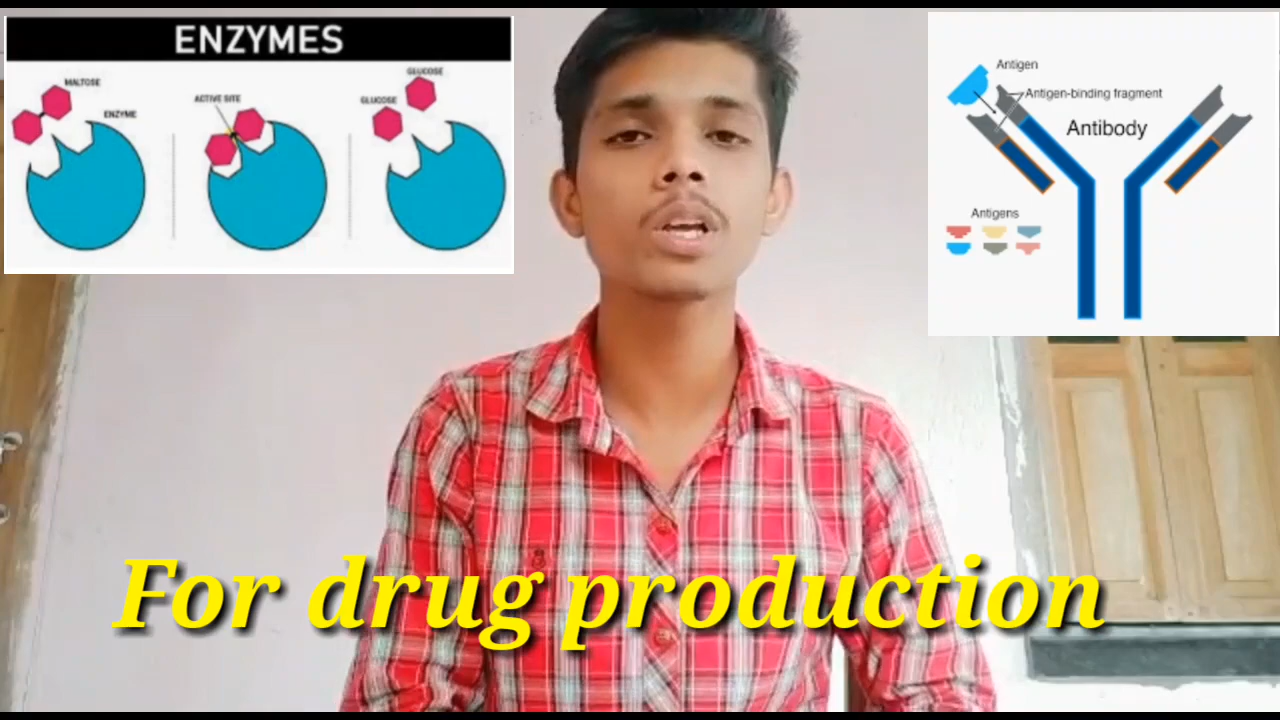 ENZYMES
MALTOSE
ENZYME
ACTIVE SITE
GLUCOSE
GLUCOSE
Antigen
Antigen-binding fragment
Antibody
Antigens
For drug production